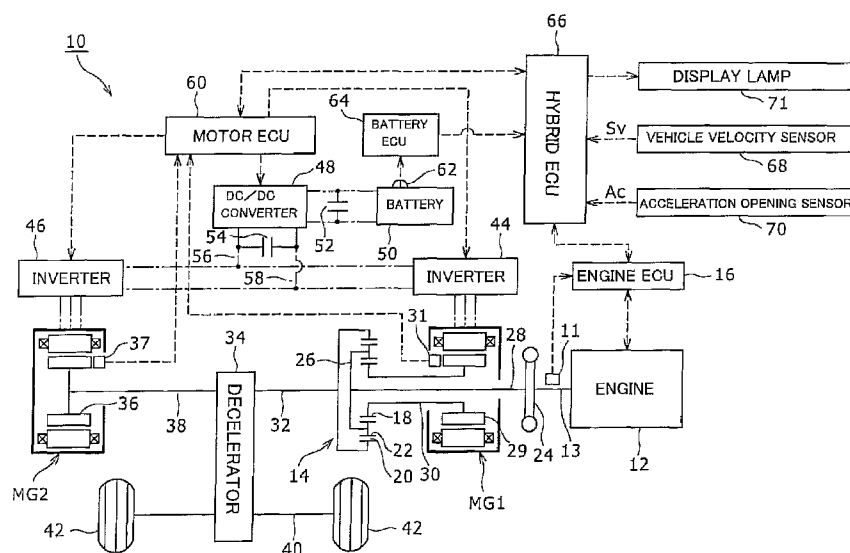 66
10
60
DISPLAY LAMP
71
64
BATTERY
ECU
MOTOR ECU
HYBRID ECU
Sv
VEHICLE VELOCITY SENSOR
68
48
62
DC/DC
CONVERTER
BATTERY
Ac
ACCELERATION OPENING SENSOR
70
52
50
44
46
54
56
58
INVERTER
INVERTER
ENGINE ECU
16
37
34
31
26
28
11
DECELERATOR
ENGINE
36
38
32
18
22
20
30
29
24
13
12
14
MG2
MG1
42
40
42